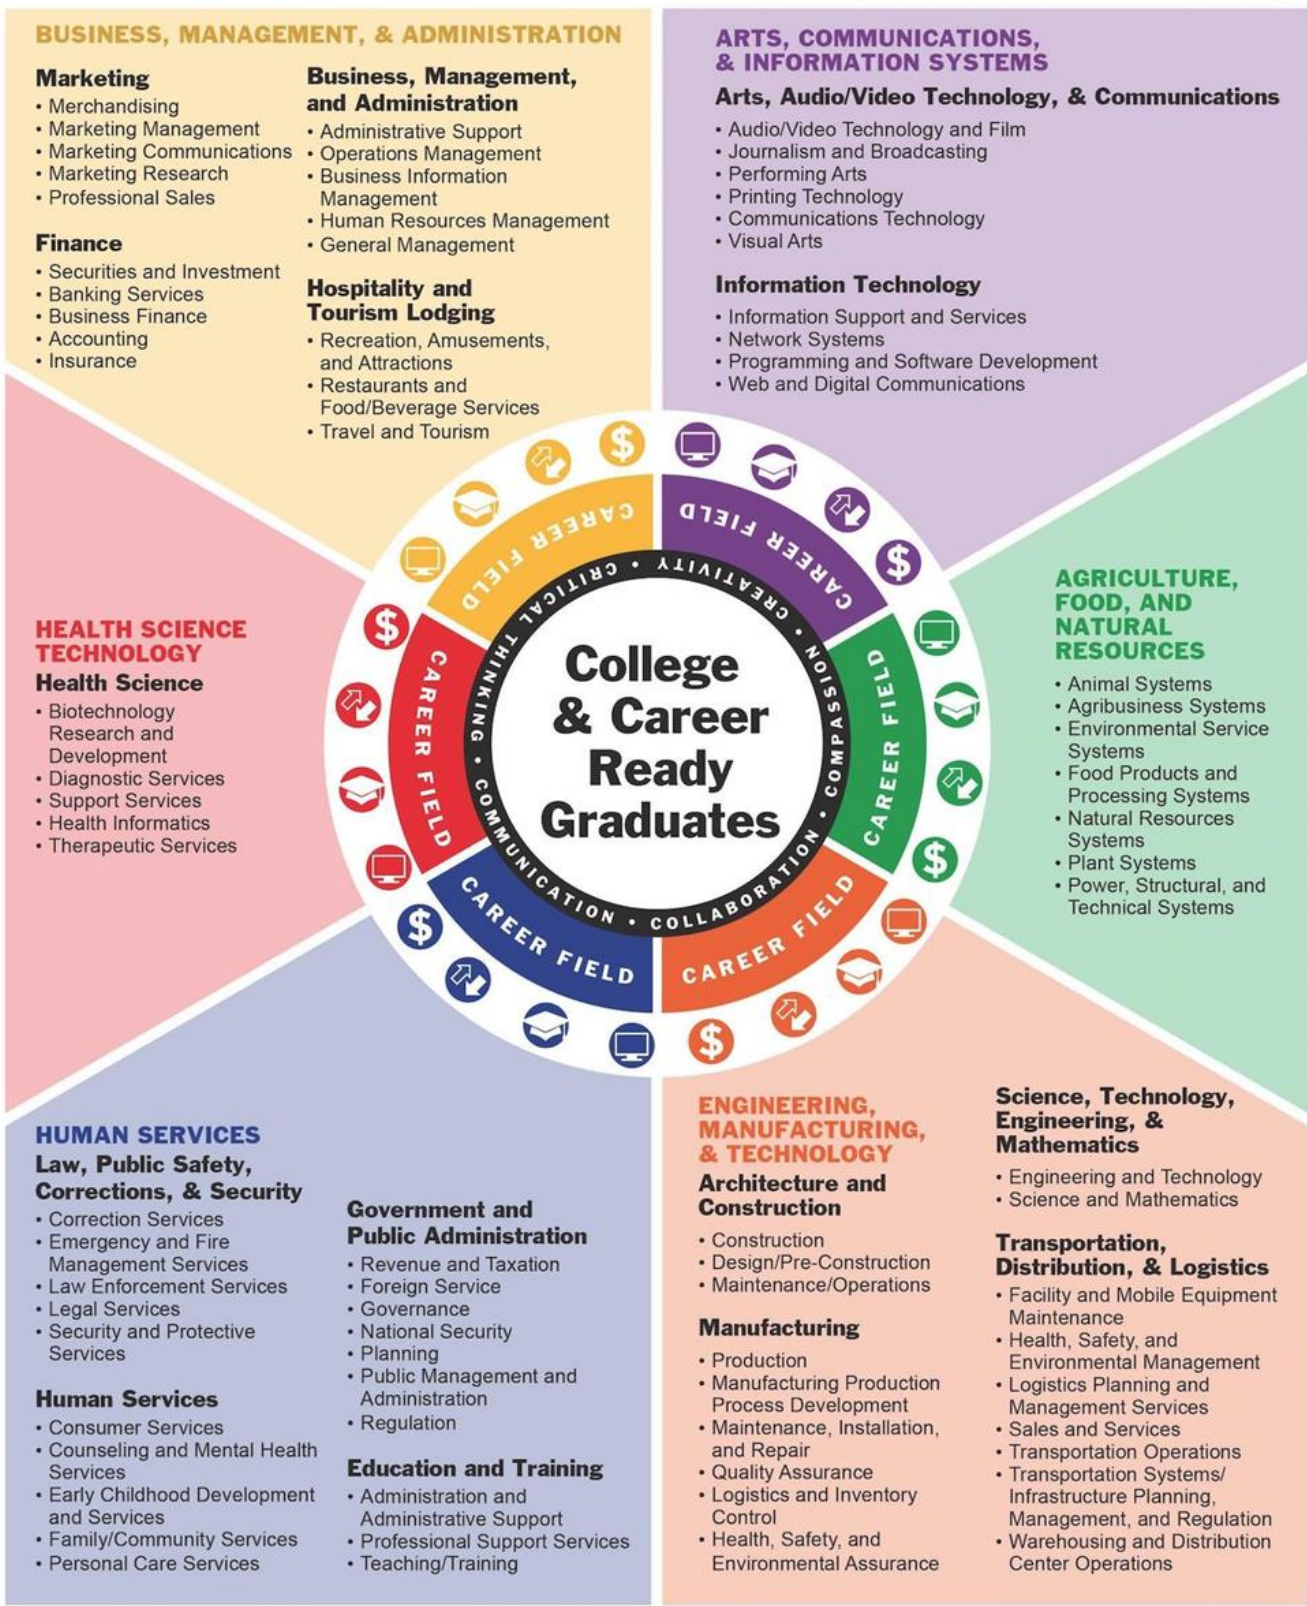 BUSINESS, MANAGEMENT, & ADMINISTRATION
Marketing
• Merchandising
• Marketing Management
• Marketing Communications
• Marketing Research
• Professional Sales
Finance
• Securities and Investment
• Banking Services
• Business Finance
• Accounting
• Insurance
Business, Management,
and Administration
• Administrative Support
• Operations Management
• Business Information
Management
• Human Resources Management
• General Management
Hospitality and
Tourism Lodging
• Recreation, Amusements,
and Attractions
• Restaurants and
Food/Beverage Services
• Travel and Tourism
ARTS, COMMUNICATIONS,
& INFORMATION SYSTEMS
Arts, Audio/Video Technology, & Communications
• Audio/Video Technology and Film
• Journalism and Broadcasting
• Performing Arts
• Printing Technology
• Communications Technology
• Visual Arts
Information Technology
• Information Support and Services
• Network Systems
• Programming and Software Development
• Web and Digital Communications
HEALTH SCIENCE
TECHNOLOGY
Health Science
• Biotechnology
Research and
Development
• Diagnostic Services
• Support Services
• Health Informatics
• Therapeutic Services
$
$
$
$
$
$
CAREER FIELD
CAREER FIELD
CAREER FIELD
CAREER FIELD
CAREER FIELD
CAREER FIELD
CRITICAL THINKING • CREATIVITY • COMPASSION • COLLABORATION • COMMUNICATION •
College
& Career
Ready
Graduates
AGRICULTURE,
FOOD, AND
NATURAL
RESOURCES
• Animal Systems
• Agribusiness Systems
• Environmental Service
Systems
• Food Products and
Processing Systems
• Natural Resources
Systems
• Plant Systems
• Power, Structural, and
Technical Systems
HUMAN SERVICES
Law, Public Safety,
Corrections, & Security
• Correction Services
• Emergency and Fire
Management Services
• Law Enforcement Services
• Legal Services
• Security and Protective
Services
Human Services
• Consumer Services
• Counseling and Mental Health
Services
• Early Childhood Development
and Services
• Family/Community Services
• Personal Care Services
Government and
Public Administration
• Revenue and Taxation
• Foreign Service
• Governance
• National Security
• Planning
• Public Management and
Administration
• Regulation
Education and Training
• Administration and
Administrative Support
• Professional Support Services
• Teaching/Training
ENGINEERING,
MANUFACTURING,
& TECHNOLOGY
Architecture and
Construction
• Construction
• Design/Pre-Construction
• Maintenance/Operations
Manufacturing
• Production
• Manufacturing Production
Process Development
• Maintenance, Installation,
and Repair
• Quality Assurance
• Logistics and Inventory
Control
• Health, Safety, and
Environmental Assurance
Science, Technology,
Engineering, &
Mathematics
• Engineering and Technology
• Science and Mathematics
Transportation,
Distribution, & Logistics
• Facility and Mobile Equipment
Maintenance
• Health, Safety, and
Environmental Management
• Logistics Planning and
Management Services
• Sales and Services
• Transportation Operations
• Transportation Systems/
Infrastructure Planning,
Management, and Regulation
• Warehousing and Distribution
Center Operations